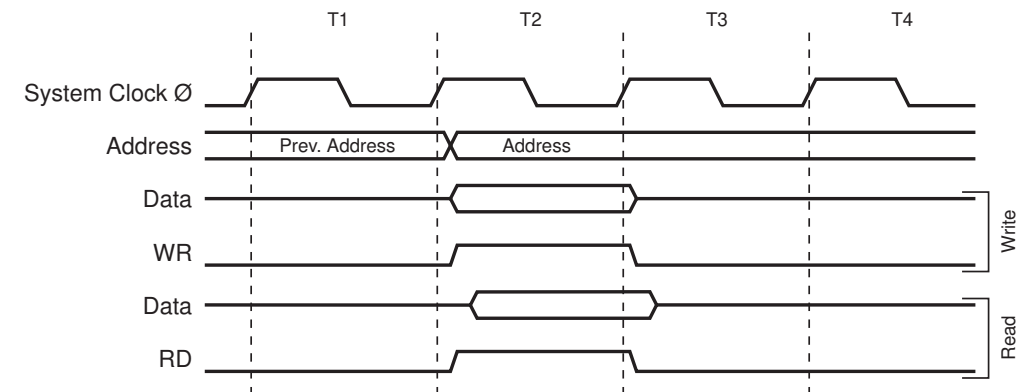 T1 T2 T3 T4
System Clock Ø
Address Prev. Address Address
Data
WR
Write
Data
RD
Read